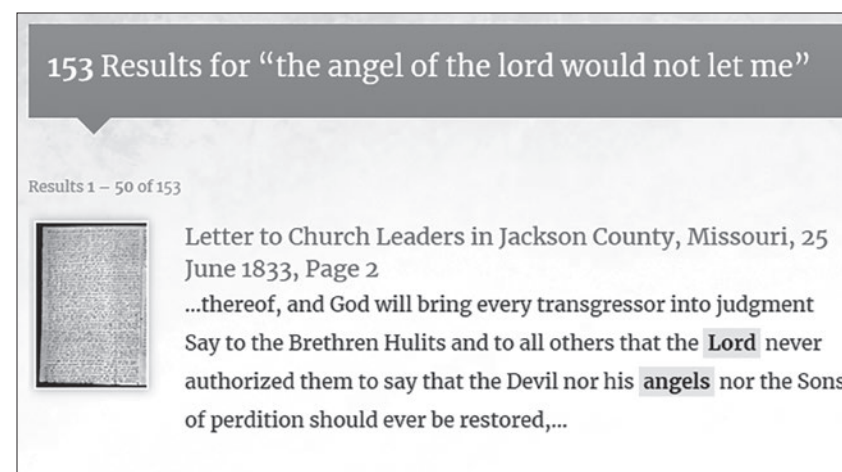 153 Results for “the angel of the lord would not let me”
Results 1 – 50 of 153
Letter to Church Leaders in Jackson County, Missouri, 25
June 1833, Page 2
...thereof, and God will bring every transgressor into judgment
Say to the Brethren Hulits and to all others that the Lord never
authorized them to say that the Devil nor his angels nor the Sons
of perdition should ever be restored,...